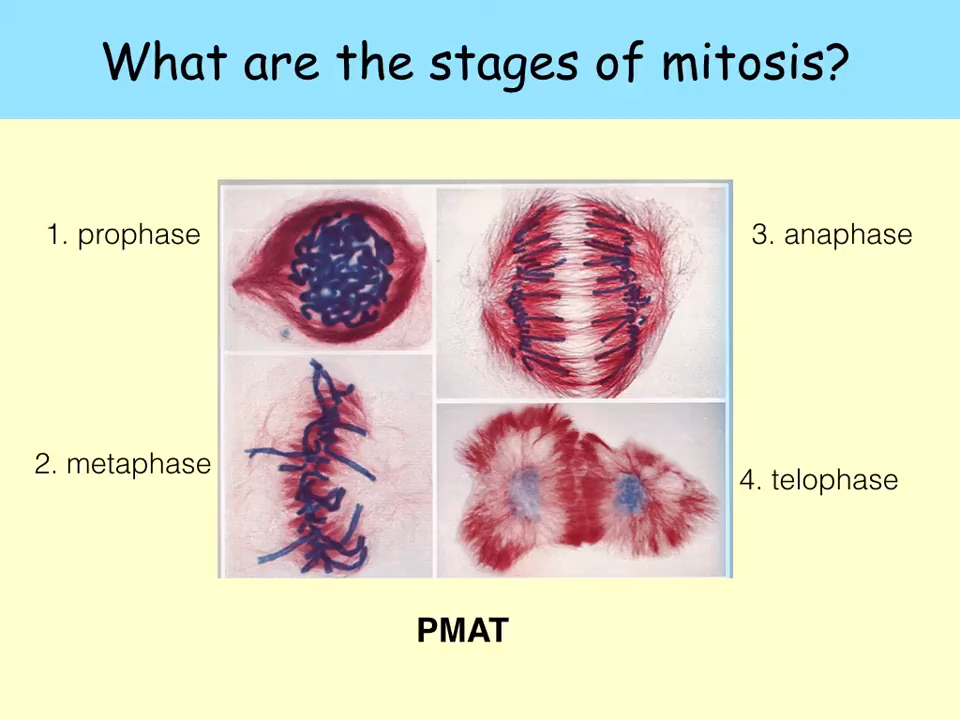 What are the stages of mitosis?
1. prophase
3. anaphase
2. metaphase
4. telophase
PMAT